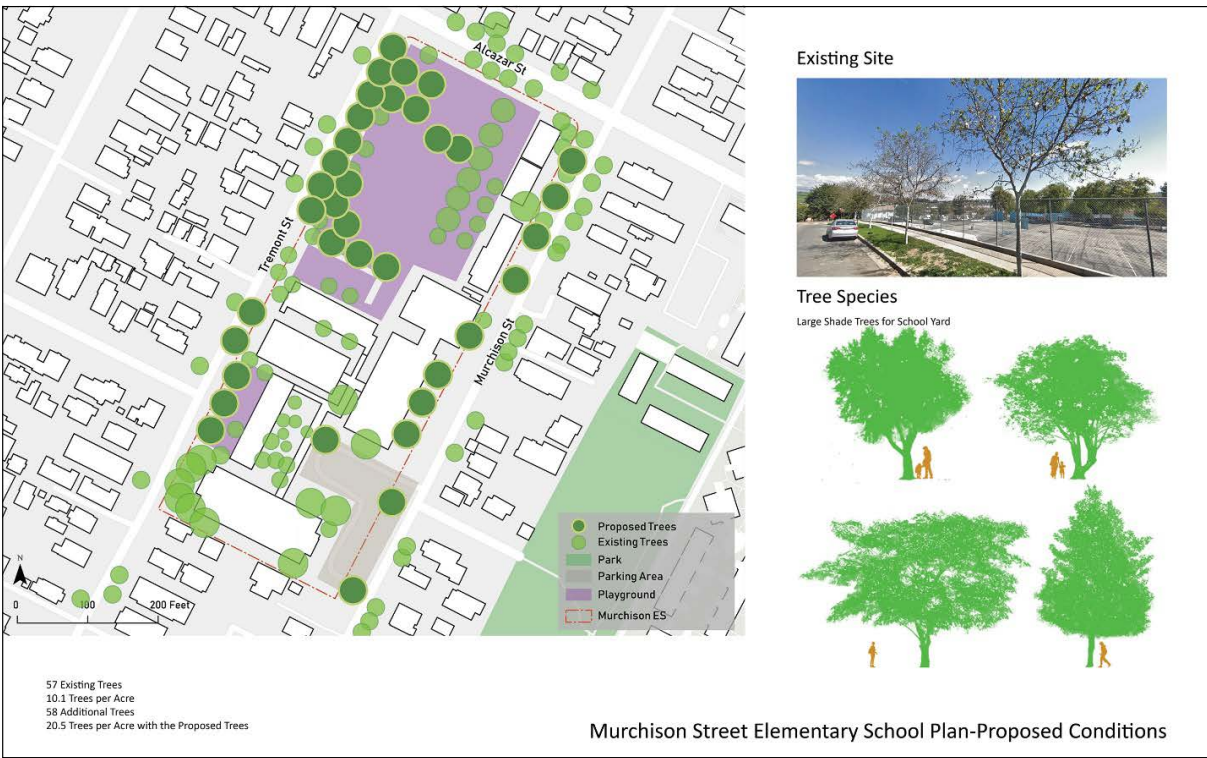 Alcazar St
Tremont St
Murchison St
Proposed Trees
Existing Trees
Park
Parking Area
Playground
Murchison ES
N
0 100 200 Feet
57 Existing Trees
10.1 Trees per Acre
58 Additional Trees
20.5 Trees per Acre with the Proposed Trees
Existing Site
Tree Species
Large Shade Trees for School Yard
Murchison Street Elementary School Plan-Proposed Conditions